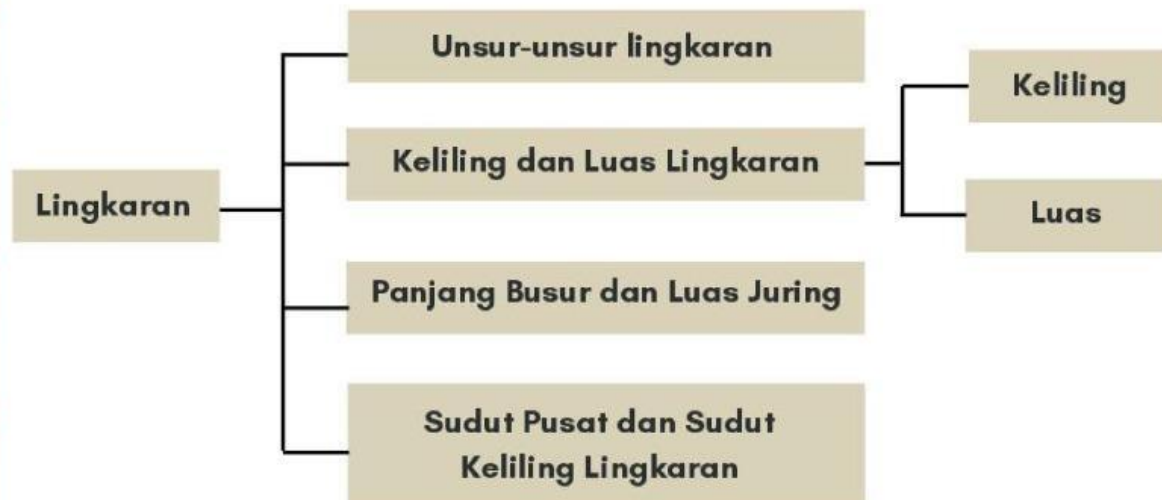 Unsur-unsur lingkaran
Keliling
Keliling dan Luas Lingkaran
Lingkaran
Luas
Panjang Busur dan Luas Juring
Sudut Pusat dan Sudut
Keliling Lingkaran